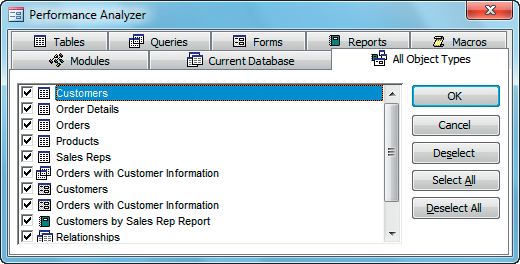 Performance Analyzer
Tables Queries Forms Reports Macros
Modules Current Database All Object Types
Customers
Order Details
Orders
Products
Sales Reps
Orders with Customer Information
Customers
Orders with Customer Information
Customers by Sales Rep Report
Relationships
OK
Cancel
Deselect
Select All
Deselect All